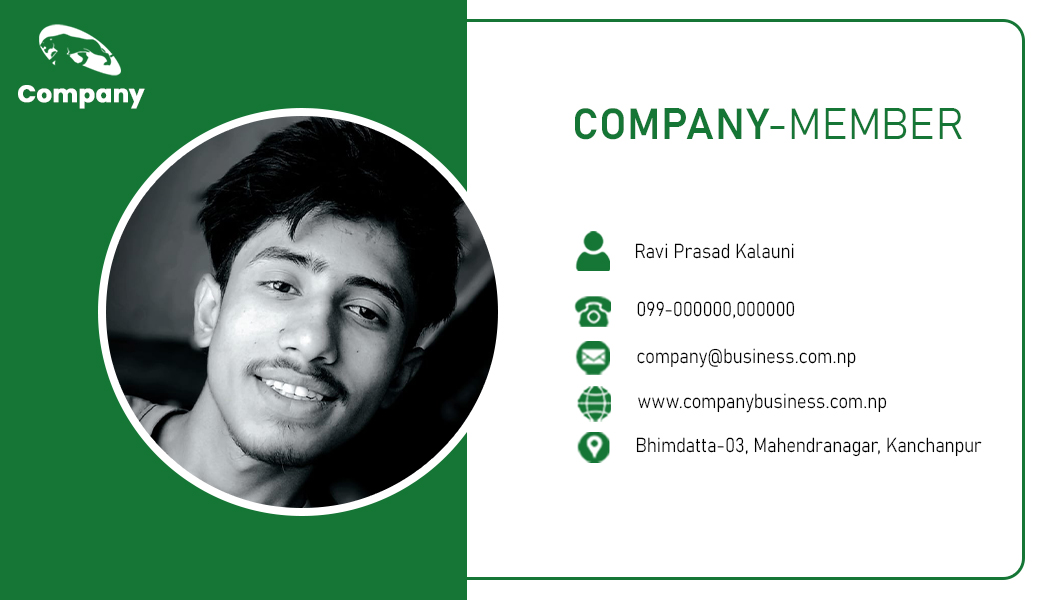 Company
COMPANY-MEMBER
Ravi Prasad Kalauni
099-000000,000000
company@business.com.np
www.companybusiness.com.np
Bhimdatta-03, Mahendranagar, Kanchanpur